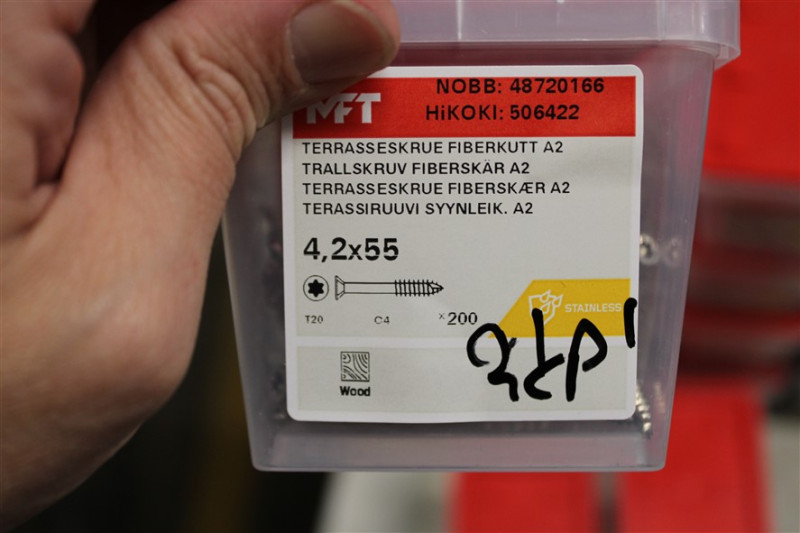 MFT
NOBB: 48720166
HiKOKI: 506422
TERRASSESKRUE FIBERKUTT A2
TRALLSKRUV FIBERSKÄR A2
TERRASSESKRUE FIBERSKÆR A2
TERASSIRUUVI SYYNLEIK. A2
4,2x55
T20 C4 x200
STAINLESS
Wood